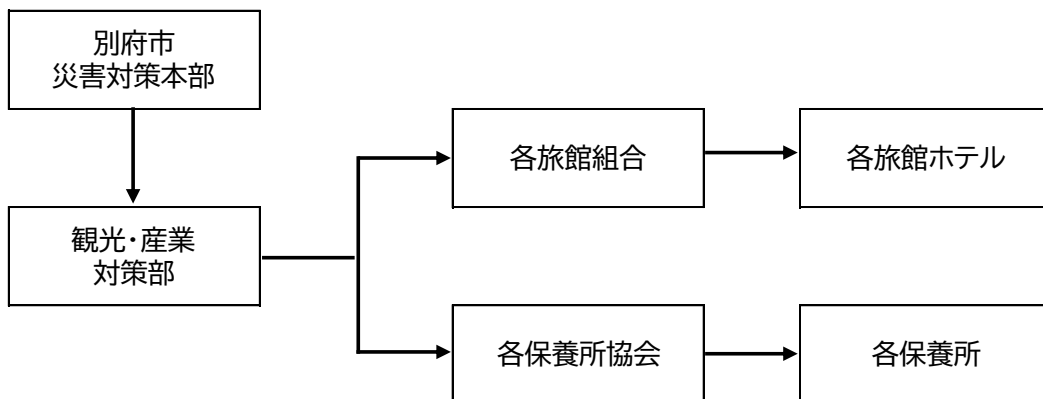 別府市
災害対策本部
各旅館組合
各旅館ホテル
観光・産業
対策部
各保養所協会
各保養所